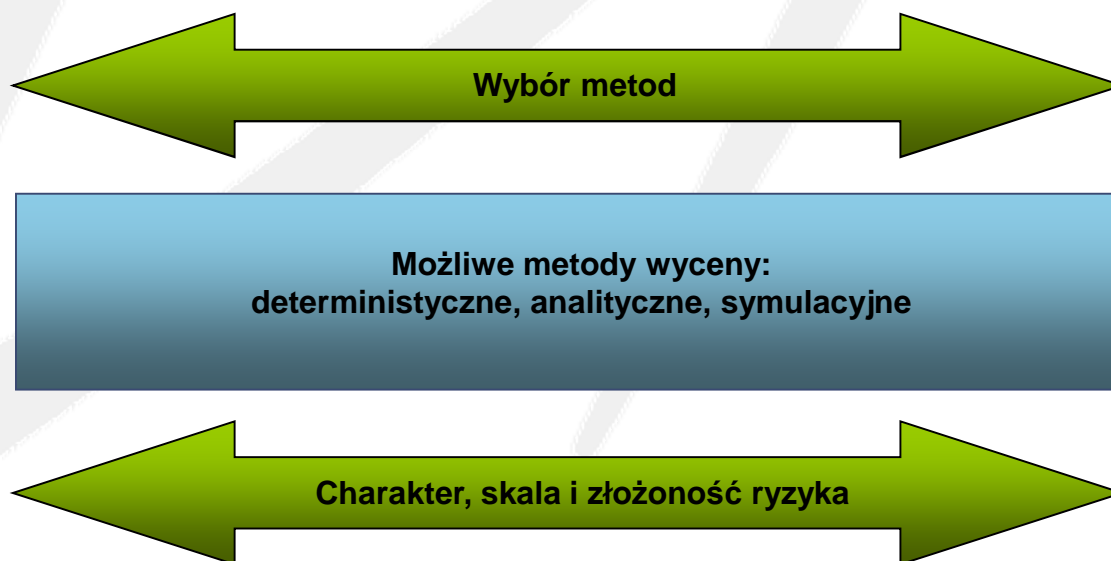 Wybór metod
Możliwe metody wyceny:
deterministyczne, analityczne, symulacyjne
Charakter, skala i złożoność ryzyka